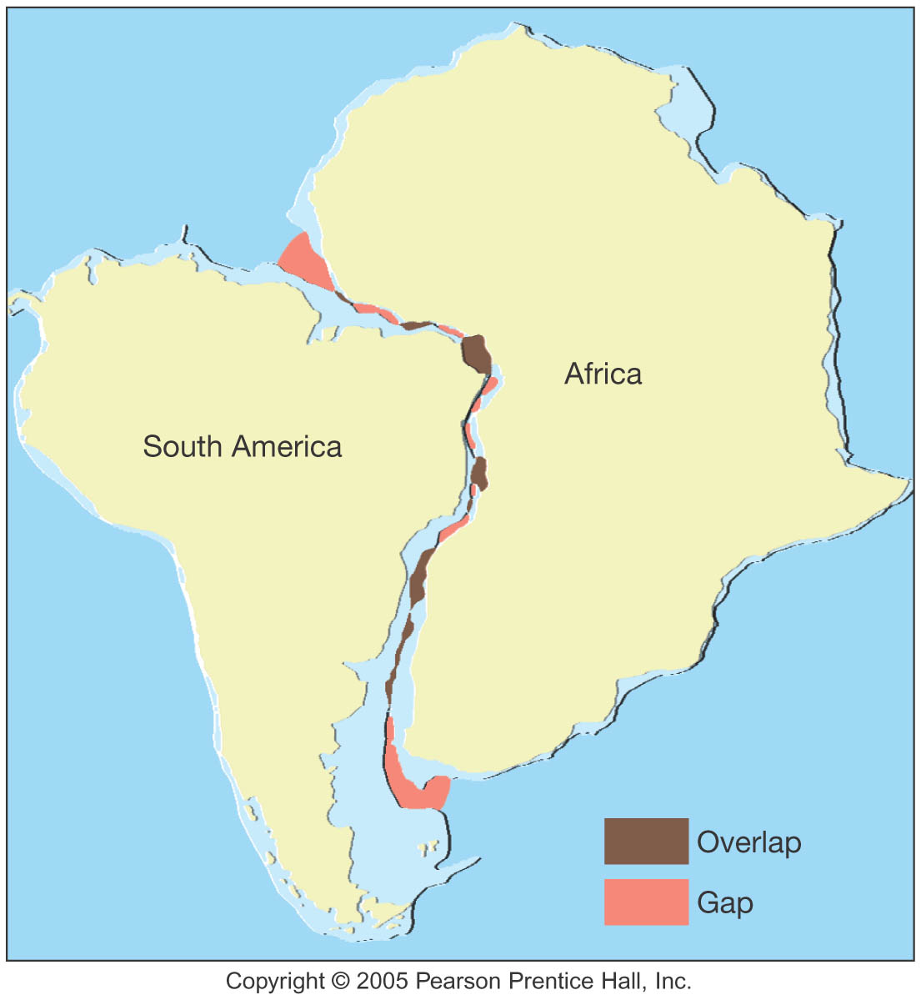 Africa
South America
Overlap
Gap
Copyright © 2005 Pearson Prentice Hall, Inc.